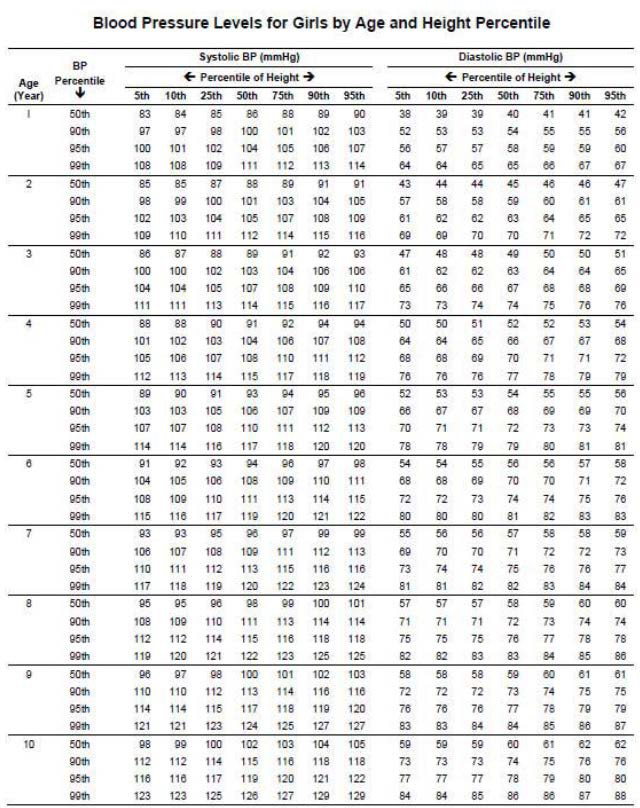 Blood Pressure Levels for Girls by Age and Height Percentile
Systolic BP (mmHg) Diastolic BP (mmHg)
BP
Age Percentile ← Percentile of Height → ← Percentile of Height →
(Year) ↓ 5th 10th 25th 50th 75th 90th 95th 5th 10th 25th 50th 75th 90th 95th
1 50th 83 84 85 86 88 89 90 38 39 39 40 41 41 42
90th 97 97 98 100 101 102 103 52 53 53 54 55 55 56
95th 100 101 102 104 105 106 107 56 57 57 58 59 59 60
99th 108 108 109 111 112 113 114 64 64 65 65 66 67 67
2 50th 85 85 87 88 89 91 91 43 44 44 45 46 46 47
90th 98 99 100 101 103 104 105 57 58 58 59 60 61 61
95th 102 103 104 105 107 108 109 61 62 62 63 64 65 65
99th 109 110 111 112 114 115 116 69 69 70 70 71 72 72
3 50th 86 87 88 89 91 92 93 47 48 48 49 50 50 51
90th 100 100 102 103 104 106 106 61 62 62 63 64 64 65
95th 104 104 105 107 108 109 110 65 66 66 67 68 68 69
99th 111 111 113 114 115 116 117 73 73 74 74 75 76 76
4 50th 88 88 90 91 92 94 94 50 50 51 52 52 53 54
90th 101 102 103 104 106 107 108 64 64 65 66 67 67 68
95th 105 106 107 108 110 111 112 68 68 69 70 71 71 72
99th 112 113 114 115 117 118 119 76 76 76 77 78 79 79
5 50th 89 90 91 93 94 95 96 52 53 53 54 55 55 56
90th 103 103 105 106 107 109 109 66 67 67 68 69 69 70
95th 107 107 108 110 111 112 113 70 71 71 72 73 73 74
99th 114 114 116 117 118 120 120 78 78 79 79 80 81 81
6 50th 91 92 93 94 96 97 98 54 54 55 56 56 57 58
90th 104 105 106 108 109 110 111 68 68 69 70 70 71 72
95th 108 109 110 111 113 114 115 72 72 73 74 74 75 76
99th 115 116 117 119 120 121 122 80 80 80 81 82 83 83
7 50th 93 93 95 96 97 99 99 55 56 56 57 58 58 59
90th 106 107 108 109 111 112 113 69 70 70 71 72 72 73
95th 110 111 112 113 115 116 116 73 74 74 75 76 76 77
99th 117 118 119 120 122 123 124 81 81 82 82 83 84 84
8 50th 95 95 96 98 99 100 101 57 57 57 58 59 60 60
90th 108 109 110 111 113 114 114 71 71 71 72 73 74 74
95th 112 112 114 115 116 118 118 75 75 75 76 77 78 78
99th 119 120 121 122 123 125 125 82 82 83 83 84 85 86
9 50th 96 97 98 100 101 102 103 58 58 58 59 60 61 61
90th 110 110 112 113 114 116 116 72 72 72 73 74 75 75
95th 114 114 115 117 118 119 120 76 76 76 77 78 79 79
99th 121 121 123 124 125 127 127 83 83 84 84 85 86 87
10 50th 98 99 100 102 103 104 105 59 59 59 60 61 62 62
90th 112 112 114 115 116 118 118 73 73 73 74 75 76 76
95th 116 116 117 119 120 121 122 77 77 77 78 79 80 80
99th 123 123 125 126 127 129 129 84 84 85 86 86 87 88